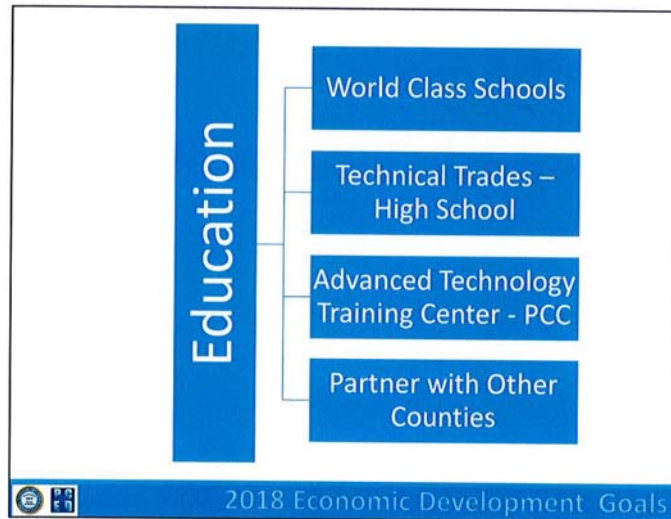 Education
World Class Schools
Technical Trades –
High School
Advanced Technology
Training Center - PCC
Partner with Other
Counties
2018 Economic Development Goals